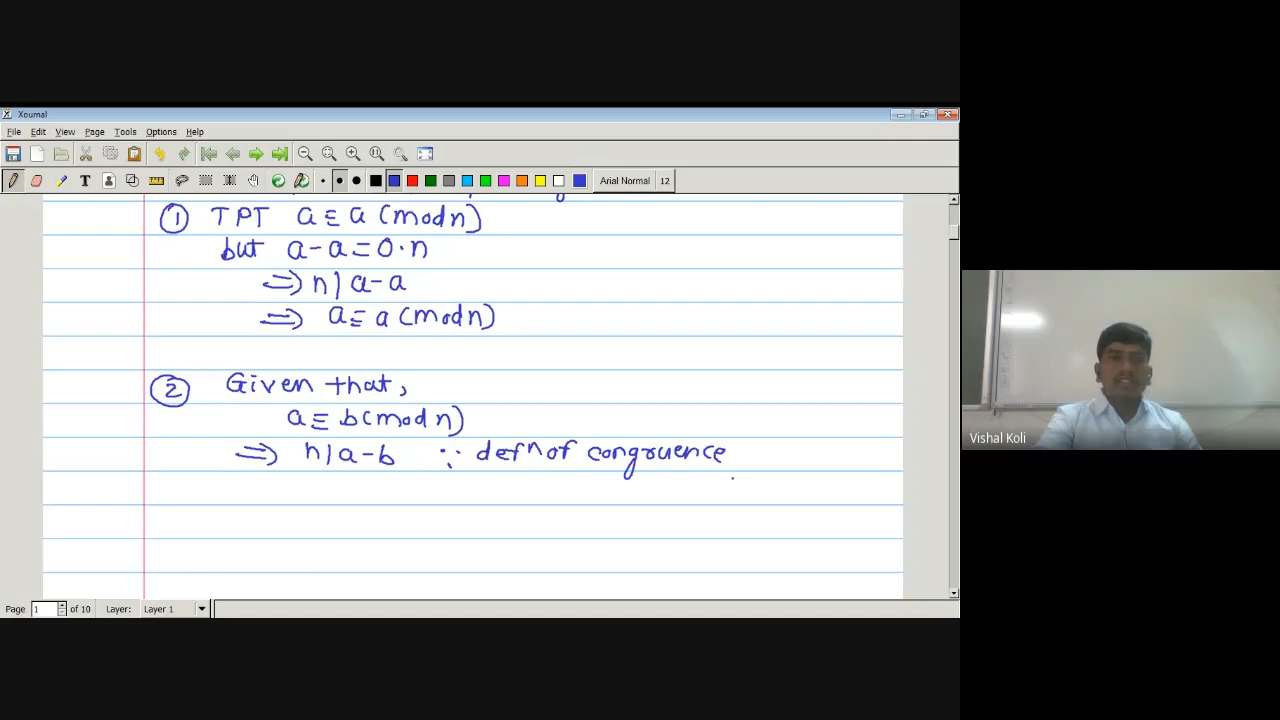 Xournal
File Edit View Page Tools Options Help
Arial Normal 12
① TPT a ≡ a (mod n)
but a - a = 0·n
⇒ n | a - a
⇒ a ≡ a (mod n)
② Given that,
a ≡ b (mod n)
⇒ n | a - b ∵ defn of congruence
Vishal Koli
Page 1 of 10 Layer: Layer 1